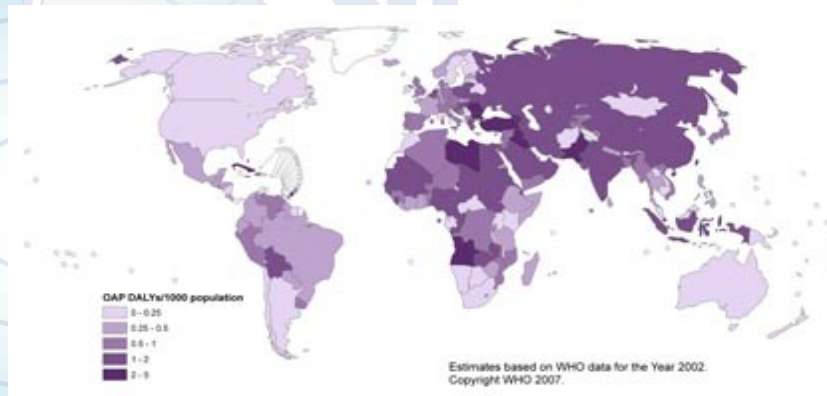 OAP DALYs/1000 population
0 - 0.25
0.25 - 0.5
0.5 - 1
1 - 2
2 - 5
Estimates based on WHO data for the Year 2002.
Copyright WHO 2007.